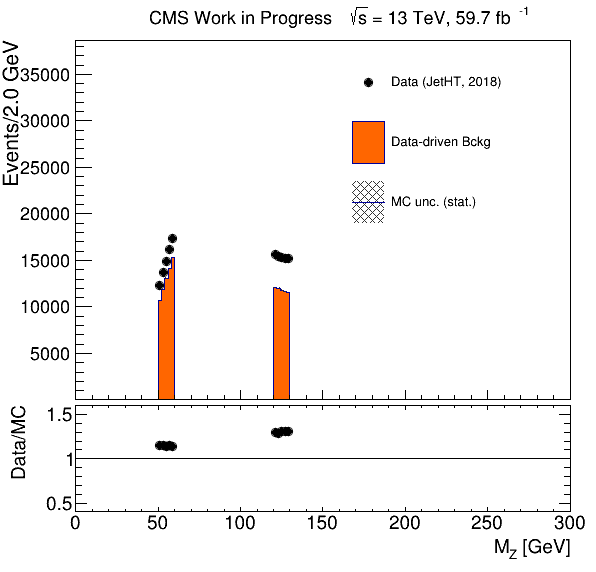 CMS Work in Progress √s = 13 TeV, 59.7 fb⁻¹
Events/2.0 GeV
35000
30000
25000
20000
15000
10000
5000
Data (JetHT, 2018)
Data-driven Bckg
MC unc. (stat.)
Data/MC
1.5
1
0.5
0 50 100 150 200 250 300
M_Z [GeV]